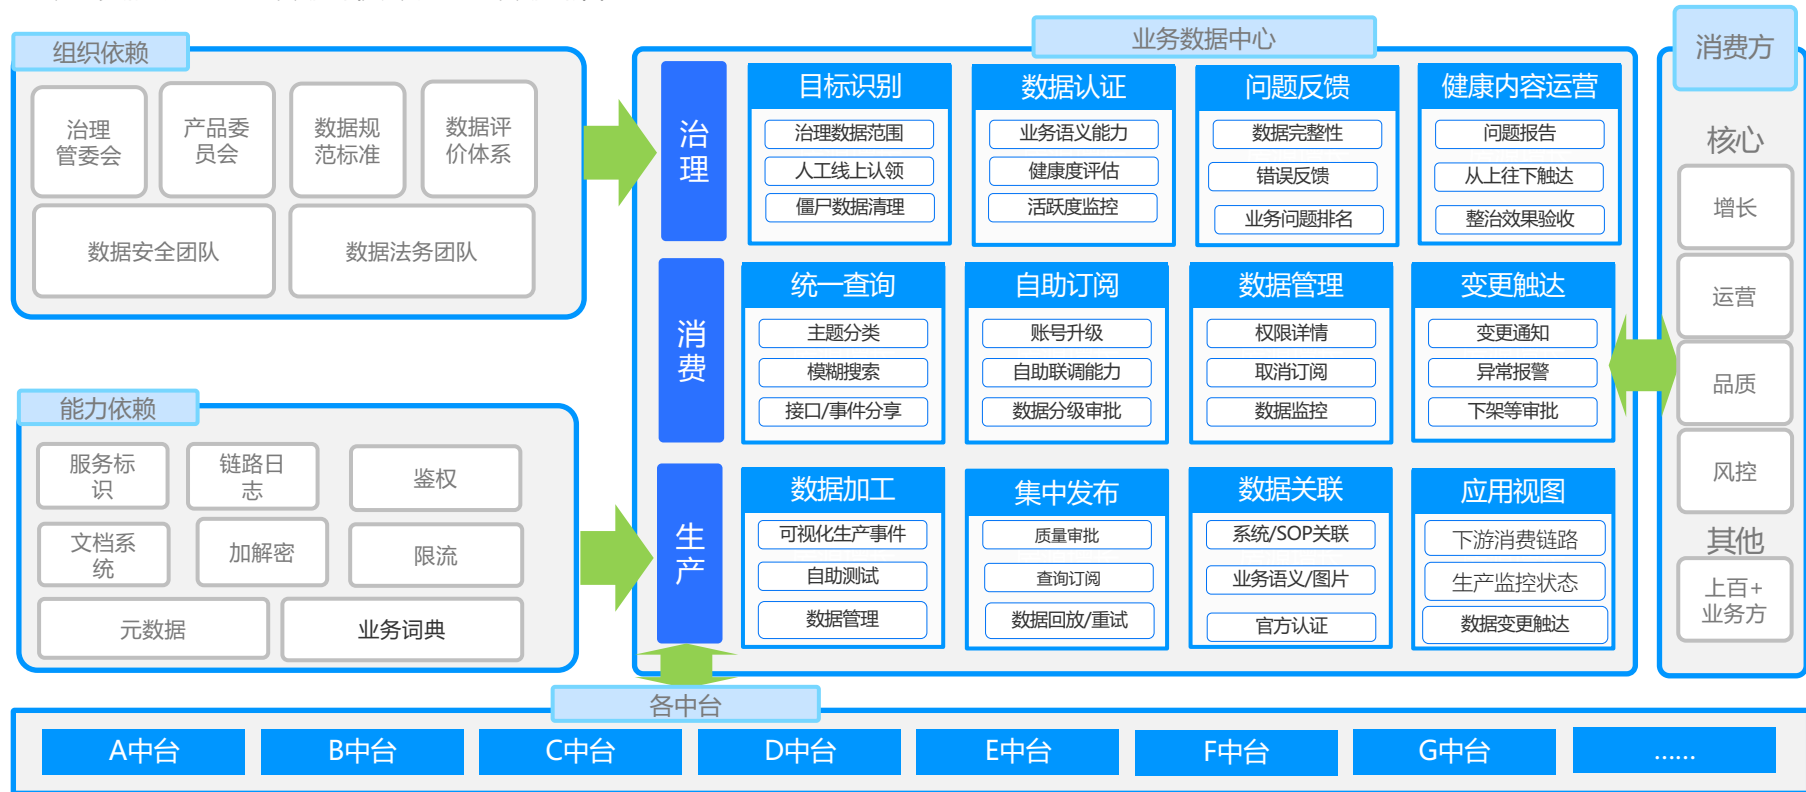 组织依赖
治理
管委会
产品委
员会
数据规
范标准
数据评
价体系
数据安全团队
数据法务团队
能力依赖
服务标
识
链路日
志
鉴权
文档系
统
加解密
限流
元数据
业务词典
业务数据中心
治
理
目标识别
治理数据范围
人工线上认领
僵尸数据清理
数据认证
业务语义能力
健康度评估
活跃度监控
问题反馈
数据完整性
错误反馈
业务问题排名
健康内容运营
问题报告
从上往下触达
整治效果验收
消
费
统一查询
主题分类
模糊搜索
接口/事件分享
自助订阅
账号升级
自助联调能力
数据分级审批
数据管理
权限详情
取消订阅
数据监控
变更触达
变更通知
异常报警
下架等审批
生
产
数据加工
可视化生产事件
自助测试
数据管理
集中发布
质量审批
查询订阅
数据回放/重试
数据关联
系统/SOP关联
业务语义/图片
官方认证
应用视图
下游消费链路
生产监控状态
数据变更触达
消费方
核心
增长
运营
品质
风控
其他
上百+
业务方
各中台
A中台
B中台
C中台
D中台
E中台
F中台
G中台
......